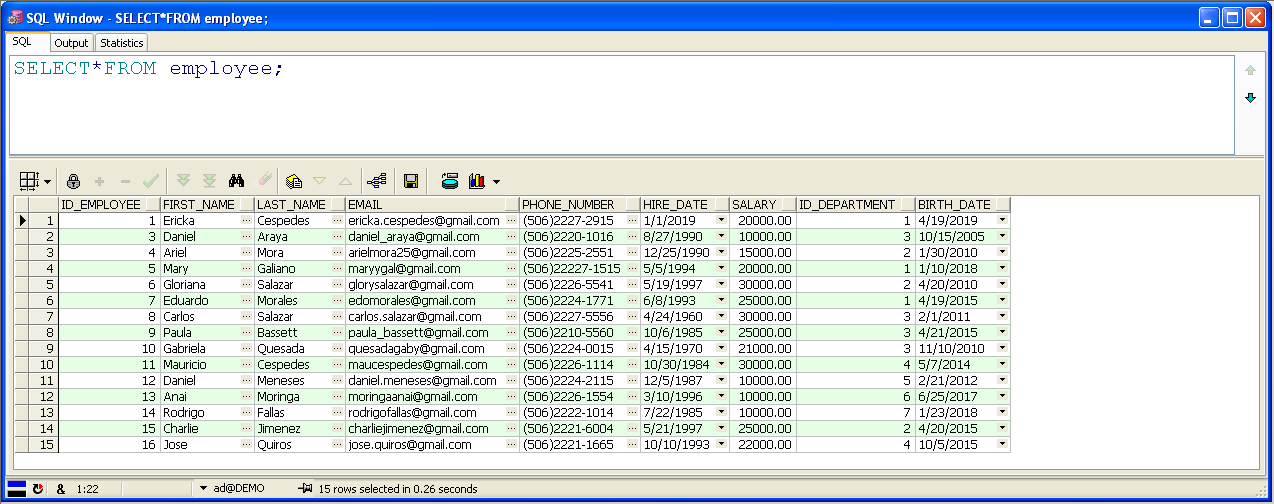 SQL Window - SELECT*FROM employee;
SQL Output Statistics
SELECT*FROM employee;
ID_EMPLOYEE FIRST_NAME LAST_NAME EMAIL PHONE_NUMBER HIRE_DATE SALARY ID_DEPARTMENT BIRTH_DATE
1 1 Ericka Cespedes ericka.cespedes@gmail.com (506)2227-2915 1/1/2019 20000.00 1 4/19/2019
2 3 Daniel Araya daniel_araya@gmail.com (506)2220-1016 8/27/1990 10000.00 3 10/15/2005
3 4 Ariel Mora arielmora25@gmail.com (506)2225-2551 12/25/1990 15000.00 2 1/30/2010
4 5 Mary Galiano maryygal@gmail.com (506)22227-1515 5/5/1994 20000.00 1 1/10/2018
5 6 Gloriana Salazar glorysalazar@gmail.com (506)2226-5541 5/19/1997 30000.00 2 4/20/2010
6 7 Eduardo Morales edomorales@gmail.com (506)2224-1771 6/8/1993 25000.00 1 4/19/2015
7 8 Carlos Salazar carlos.salazar@gmail.com (506)2227-5556 4/24/1960 30000.00 3 2/1/2011
8 9 Paula Bassett paula_bassett@gmail.com (506)2210-5560 10/6/1985 25000.00 3 4/21/2015
9 10 Gabriela Quesada quesadagaby@gmail.com (506)2224-0015 4/15/1970 21000.00 3 11/10/2010
10 11 Mauricio Cespedes maucespedes@gmail.com (506)2226-1114 10/30/1984 30000.00 4 5/7/2014
11 12 Daniel Meneses daniel.meneses@gmail.com (506)2224-2115 12/5/1987 10000.00 5 2/21/2012
12 13 Anai Moringa moringaanai@gmail.com (506)2226-1554 3/10/1996 10000.00 6 6/25/2017
13 14 Rodrigo Fallas rodrigofallas@gmail.com (506)2222-1014 7/22/1985 10000.00 7 1/23/2018
14 15 Charlie Jimenez charliejimenez@gmail.com (506)2221-6004 5/21/1997 25000.00 2 4/20/2015
15 16 Jose Quiros jose.quiros@gmail.com (506)2221-1665 10/10/1993 22000.00 4 10/5/2015
& 1:22 ad@DEMO 15 rows selected in 0.26 seconds